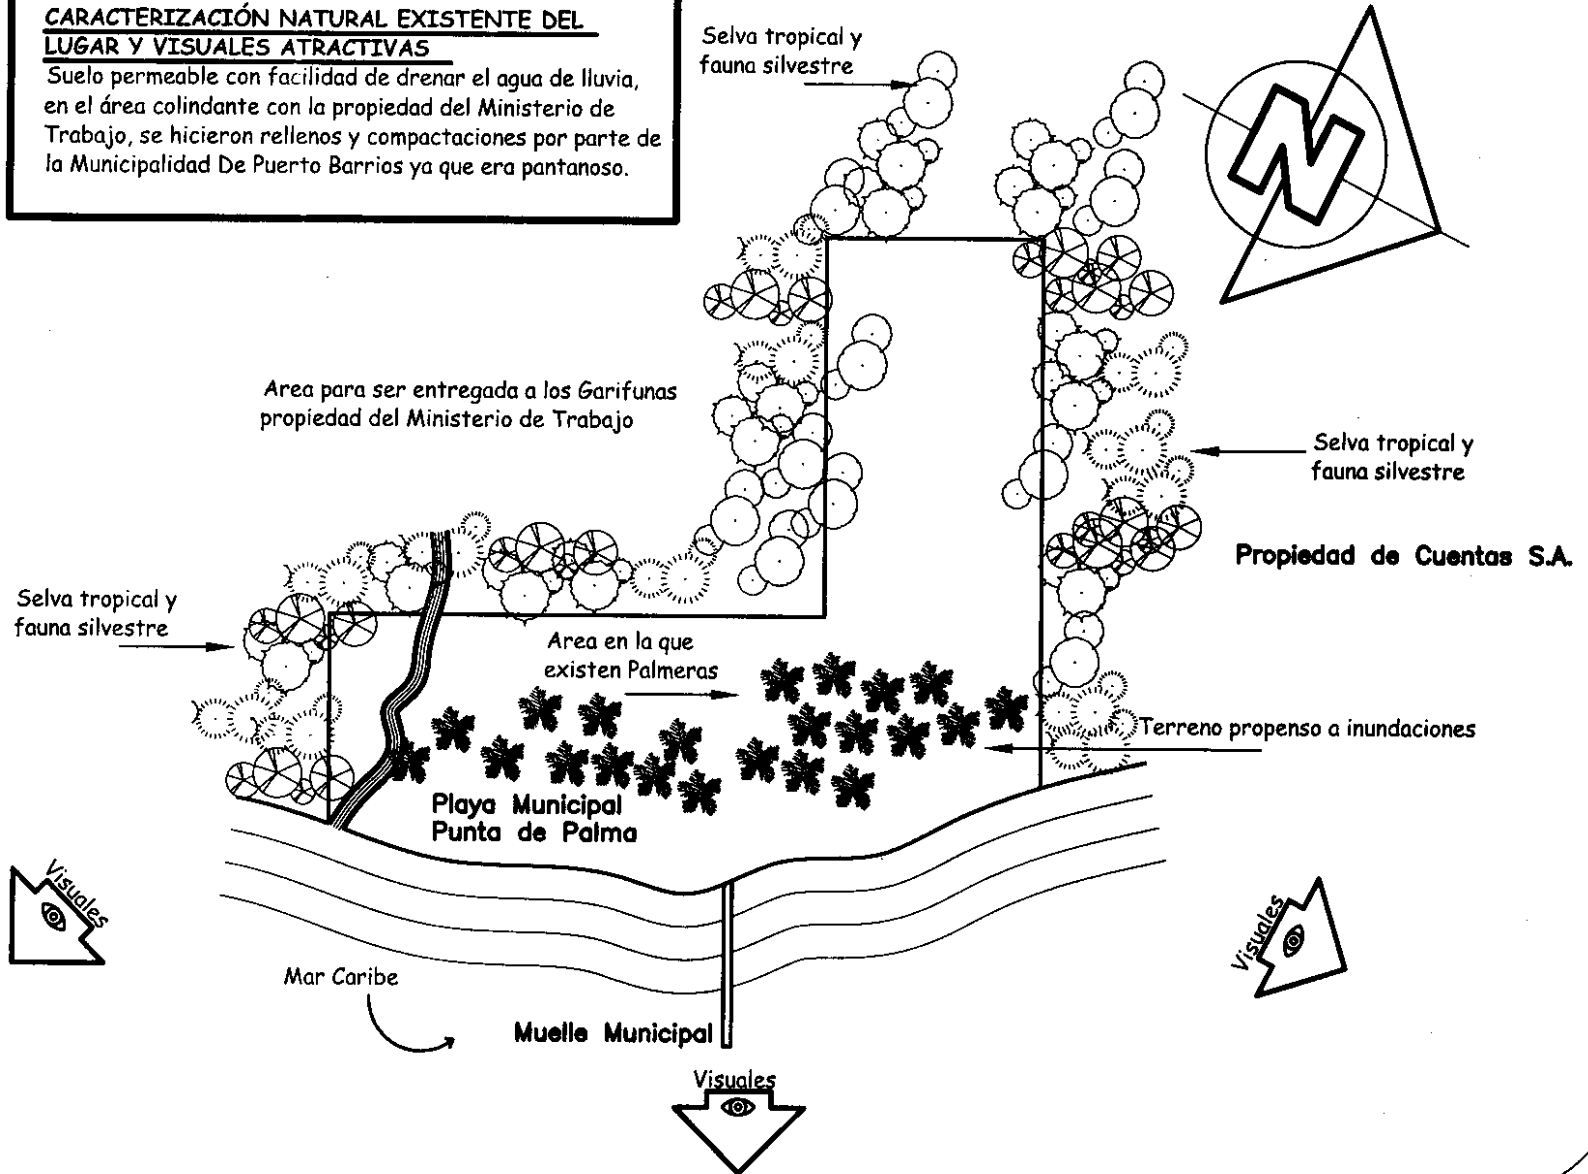 CARACTERIZACIÓN NATURAL EXISTENTE DEL
LUGAR Y VISUALES ATRACTIVAS
Suelo permeable con facilidad de drenar el agua de lluvia,
en el área colindante con la propiedad del Ministerio de
Trabajo, se hicieron rellenos y compactaciones por parte de
la Municipalidad De Puerto Barrios ya que era pantanoso.
Selva tropical y
fauna silvestre
N
Area para ser entregada a los Garifunas
propiedad del Ministerio de Trabajo
Selva tropical y
fauna silvestre
Propiedad de Cuentas S.A.
Selva tropical y
fauna silvestre
Area en la que
existen Palmeras
Terreno propenso a inundaciones
Playa Municipal
Punta de Palma
Visuales
Visuales
Mar Caribe
Muelle Municipal
Visuales